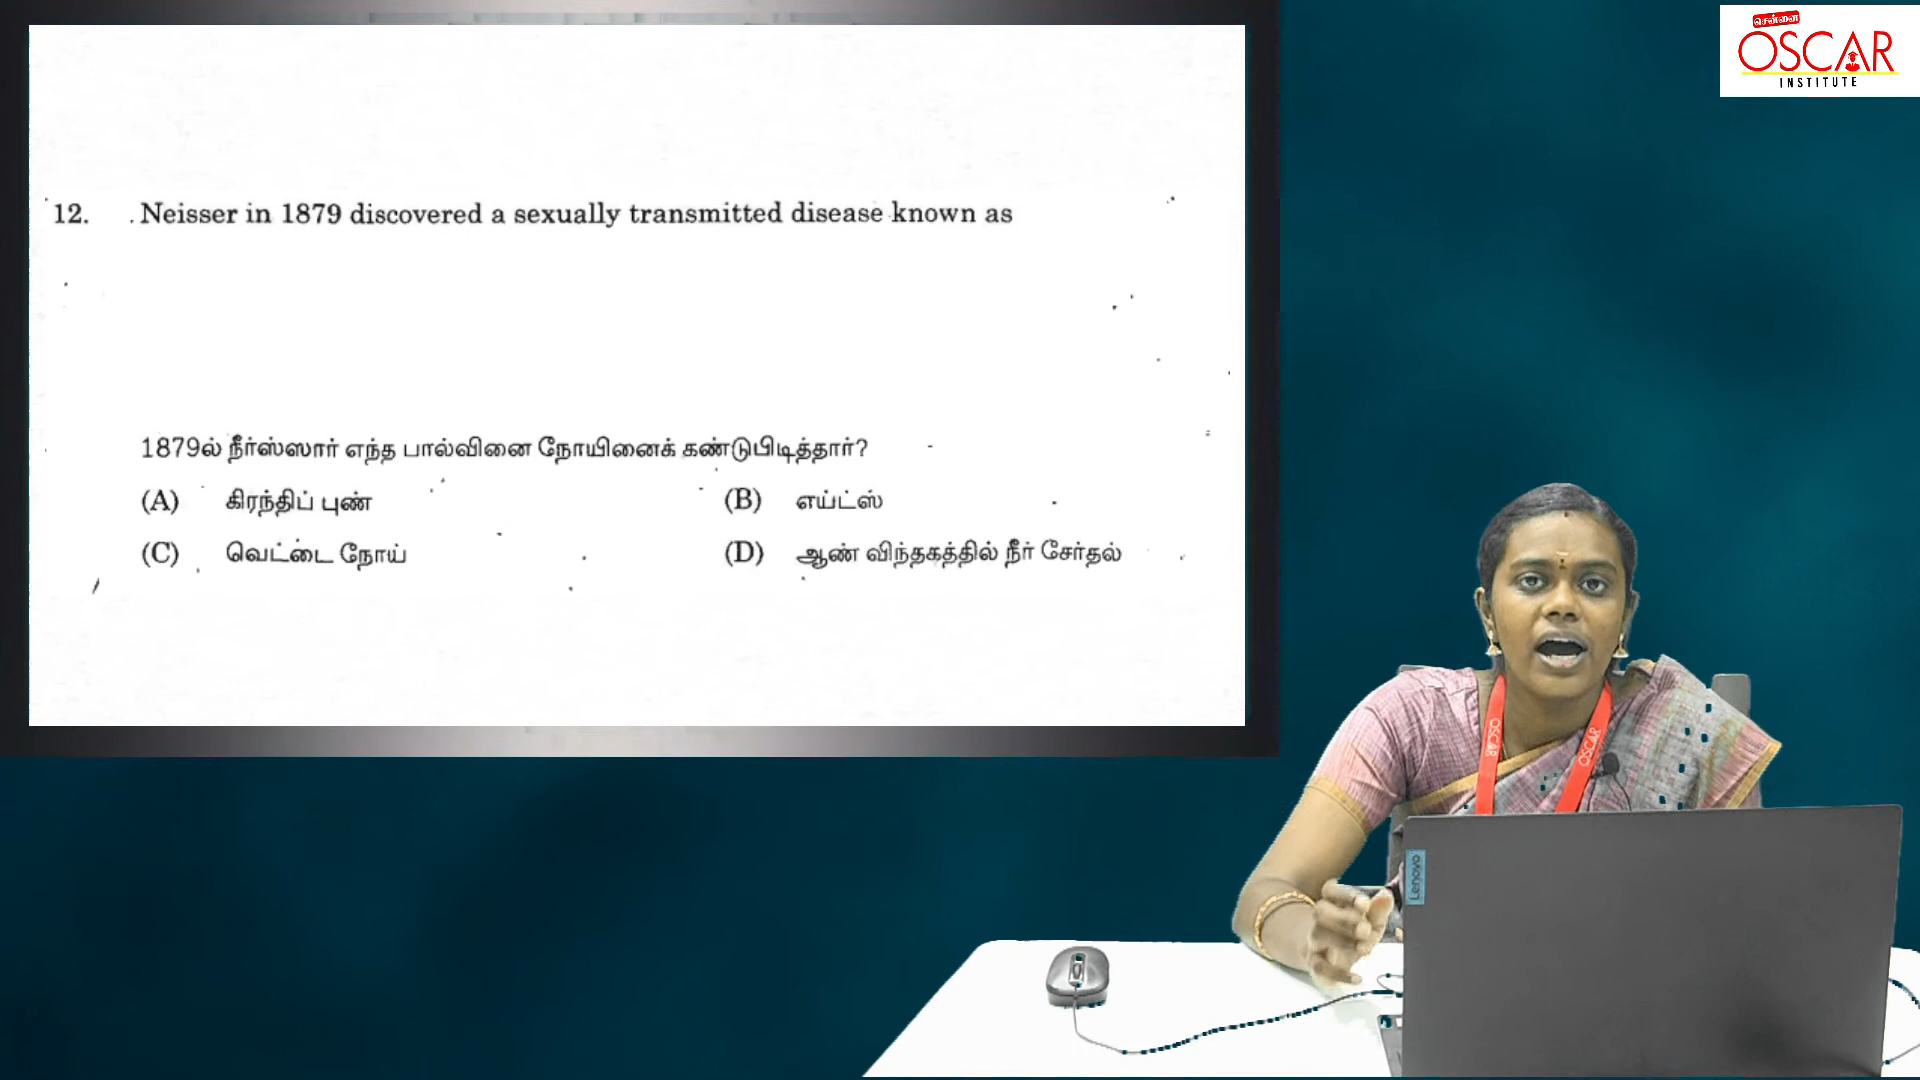 சென்னை
OSCAR
INSTITUTE
12. Neisser in 1879 discovered a sexually transmitted disease known as
1879ல் நீர்ஸ்ஸார் எந்த பால்வினை நோயினைக் கண்டுபிடித்தார்?
(A) கிரந்திப் புண் (B) எய்ட்ஸ்
(C) வெட்டை நோய் (D) ஆண் விந்தகத்தில் நீர் சேர்தல்
OSCAR
OSCAR
Lenovo